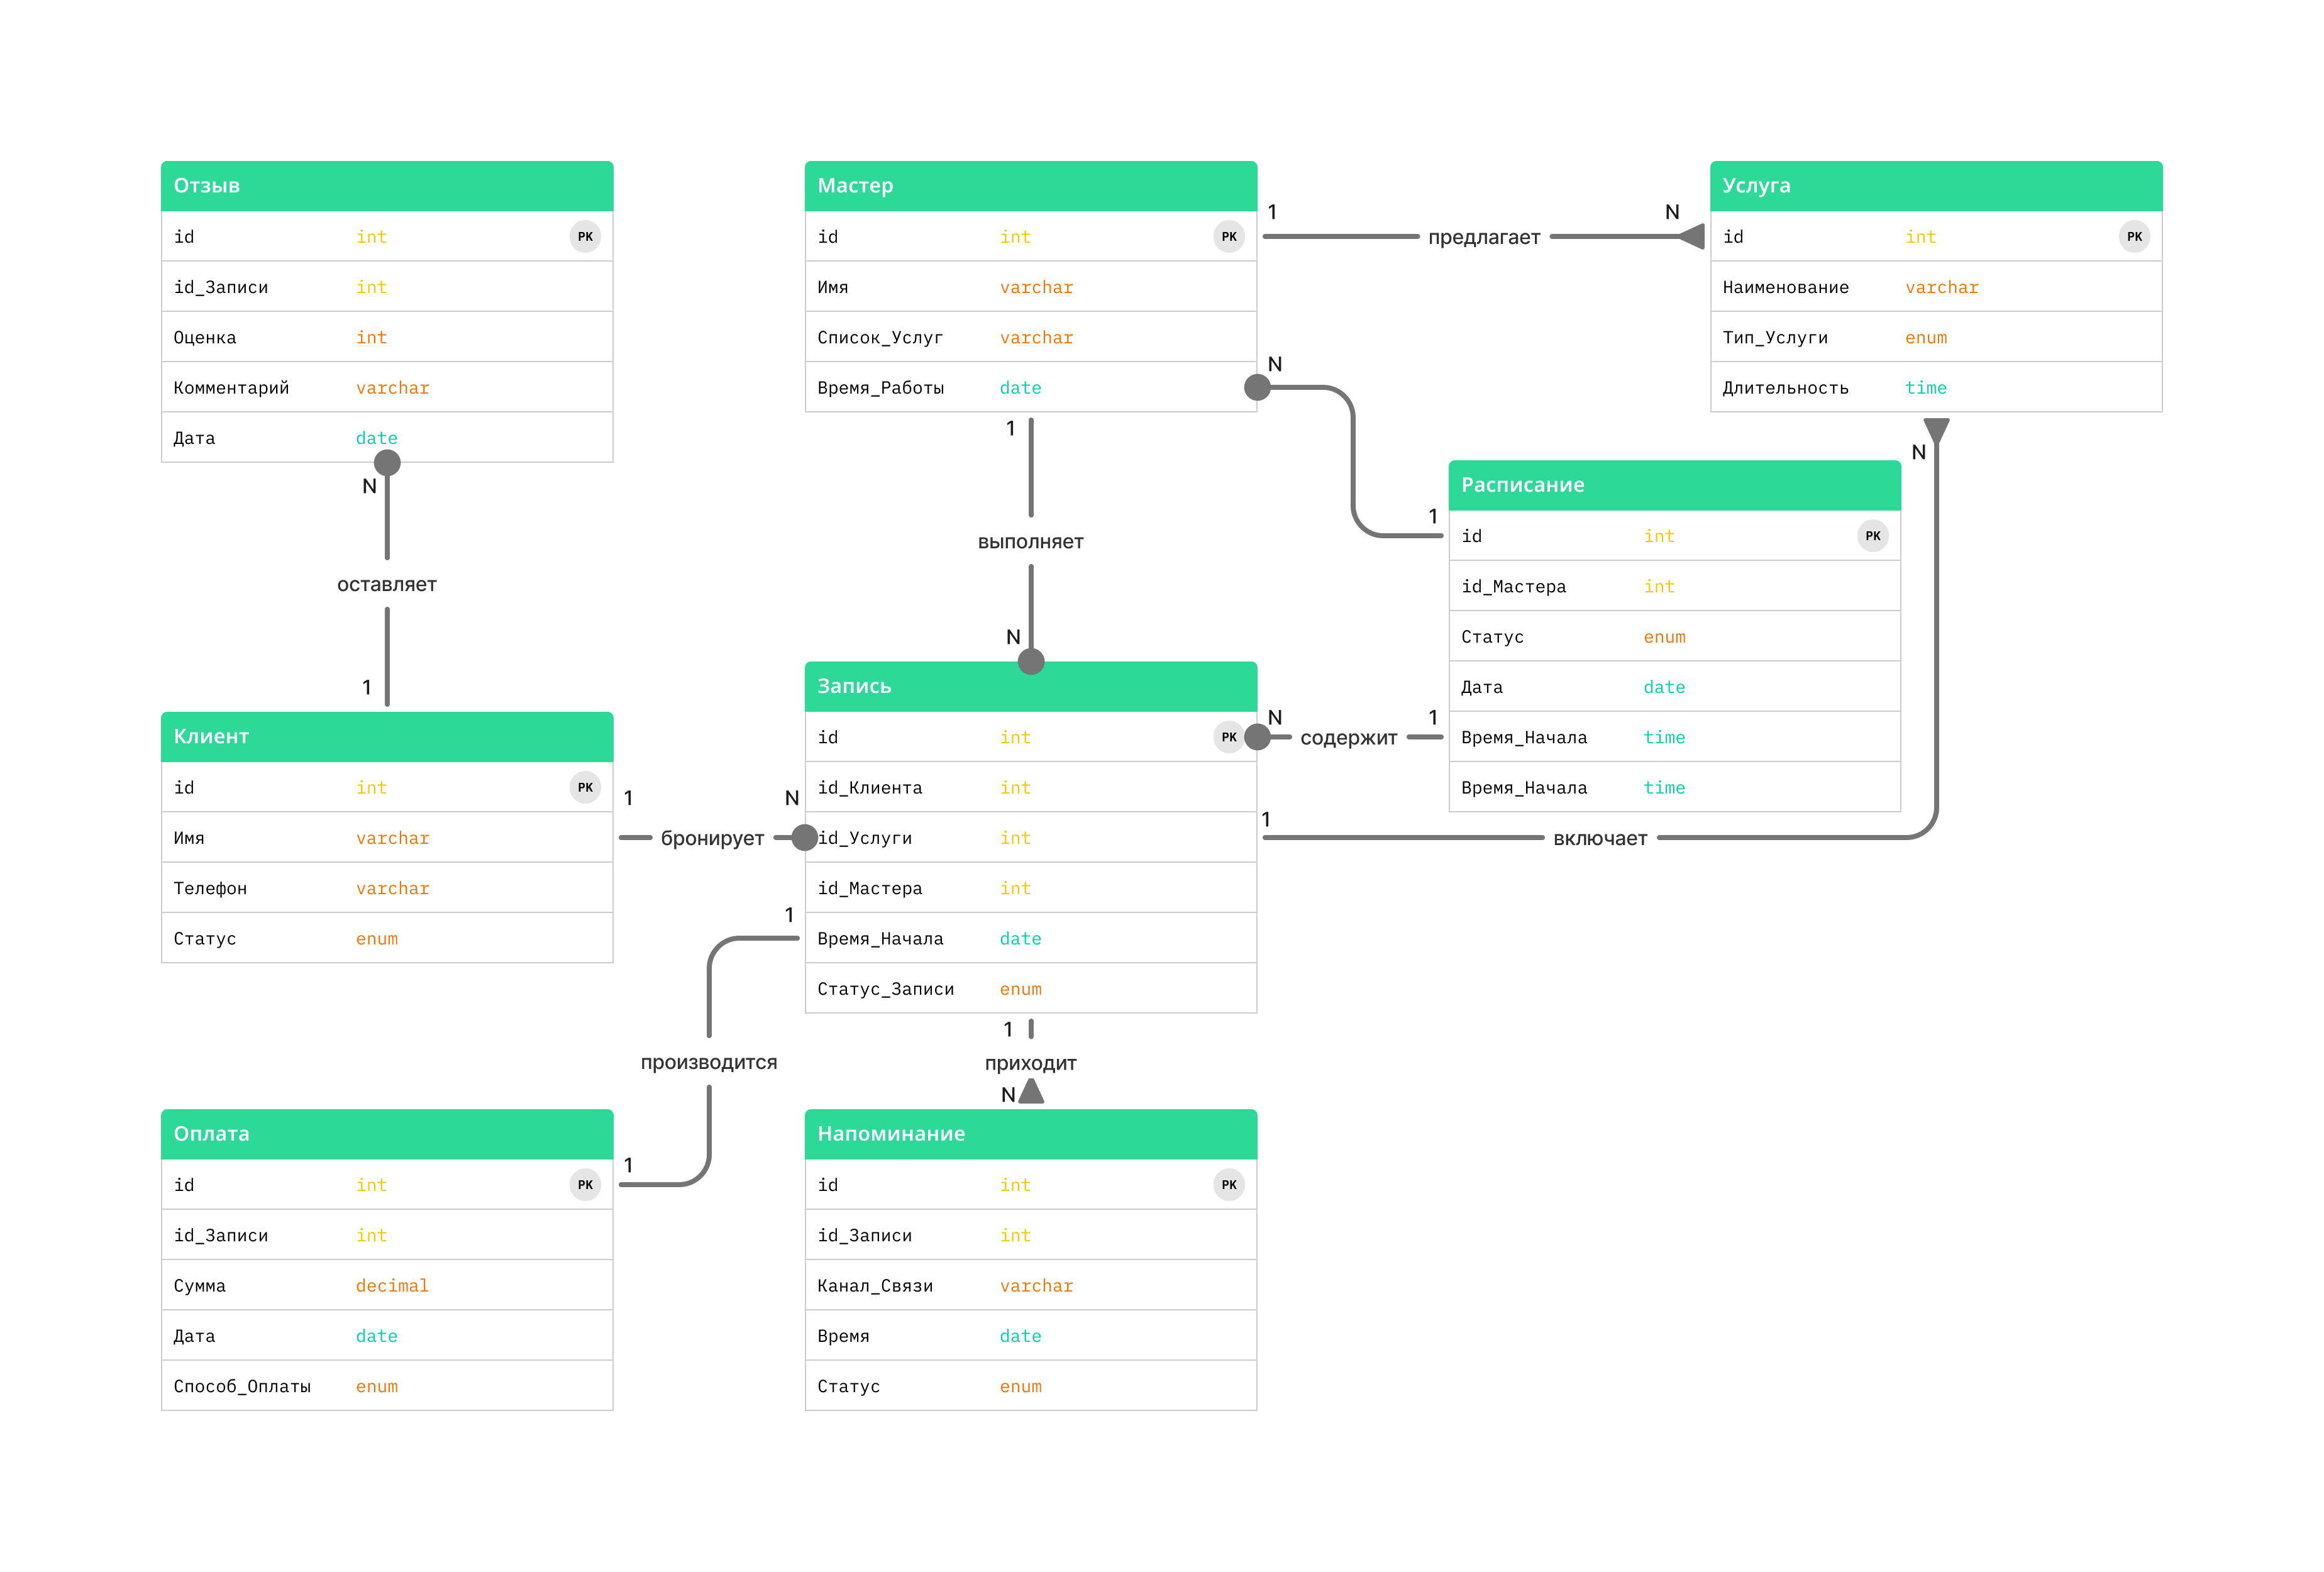 Отзыв
id int PK
id_Записи int
Оценка int
Комментарий varchar
Дата date
N
оставляет
1
Клиент
id int PK
Имя varchar
Телефон varchar
Статус enum
Мастер
id int PK
Имя varchar
Список_Услуг varchar
Время_Работы date
1
предлагает
N
Услуга
id int PK
Наименование varchar
Тип_Услуги enum
Длительность time
N
1
1
выполняет
N
Расписание
id int PK
id_Мастера int
Статус enum
Дата date
Время_Начала time
Время_Начала time
N
содержит
1
1
бронирует
N
Запись
id int PK
id_Клиента int
id_Услуги int
id_Мастера int
Время_Начала date
Статус_Записи enum
1
включает
N
1
производится
1
1
приходит
N
Оплата
id int PK
id_Записи int
Сумма decimal
Дата date
Способ_Оплаты enum
Напоминание
id int PK
id_Записи int
Канал_Связи varchar
Время date
Статус enum